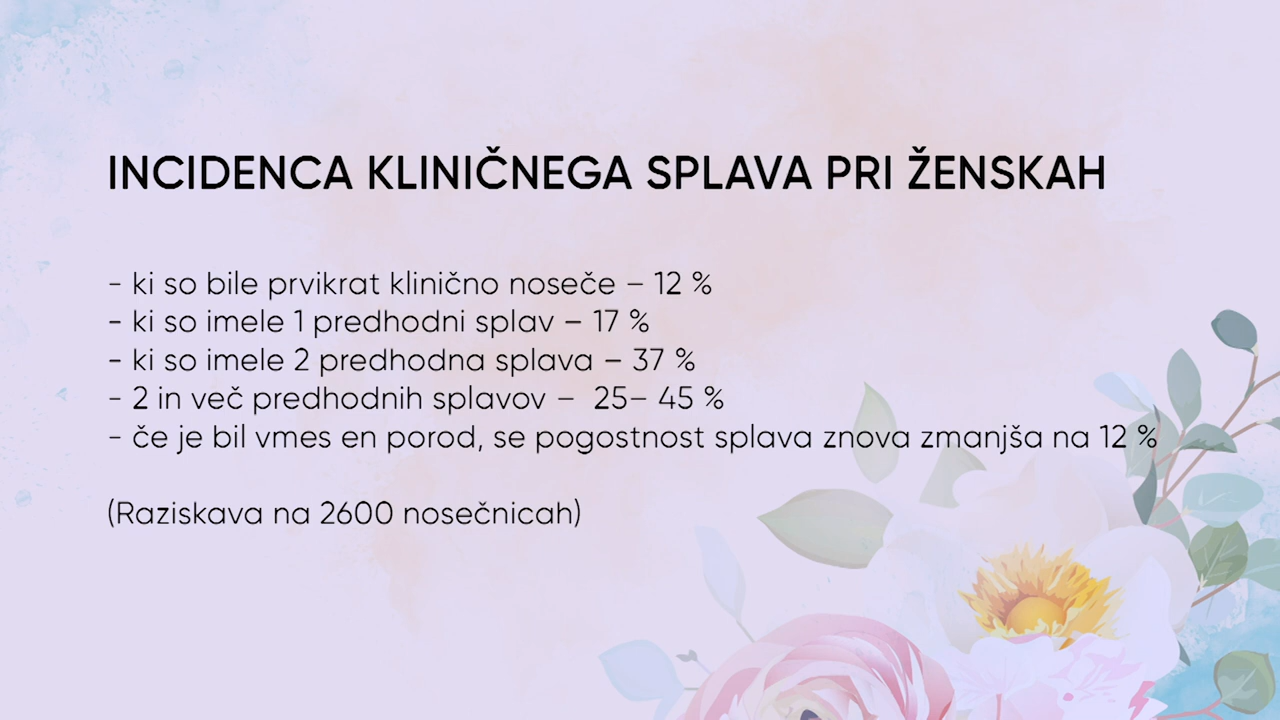 INCIDENCA KLINIČNEGA SPLAVA PRI ŽENSKAH
- ki so bile prvikrat klinično noseče – 12 %
- ki so imele 1 predhodni splav – 17 %
- ki so imele 2 predhodna splava – 37 %
- 2 in več predhodnih splavov – 25– 45 %
- če je bil vmes en porod, se pogostnost splava znova zmanjša na 12 %
(Raziskava na 2600 nosečnicah)